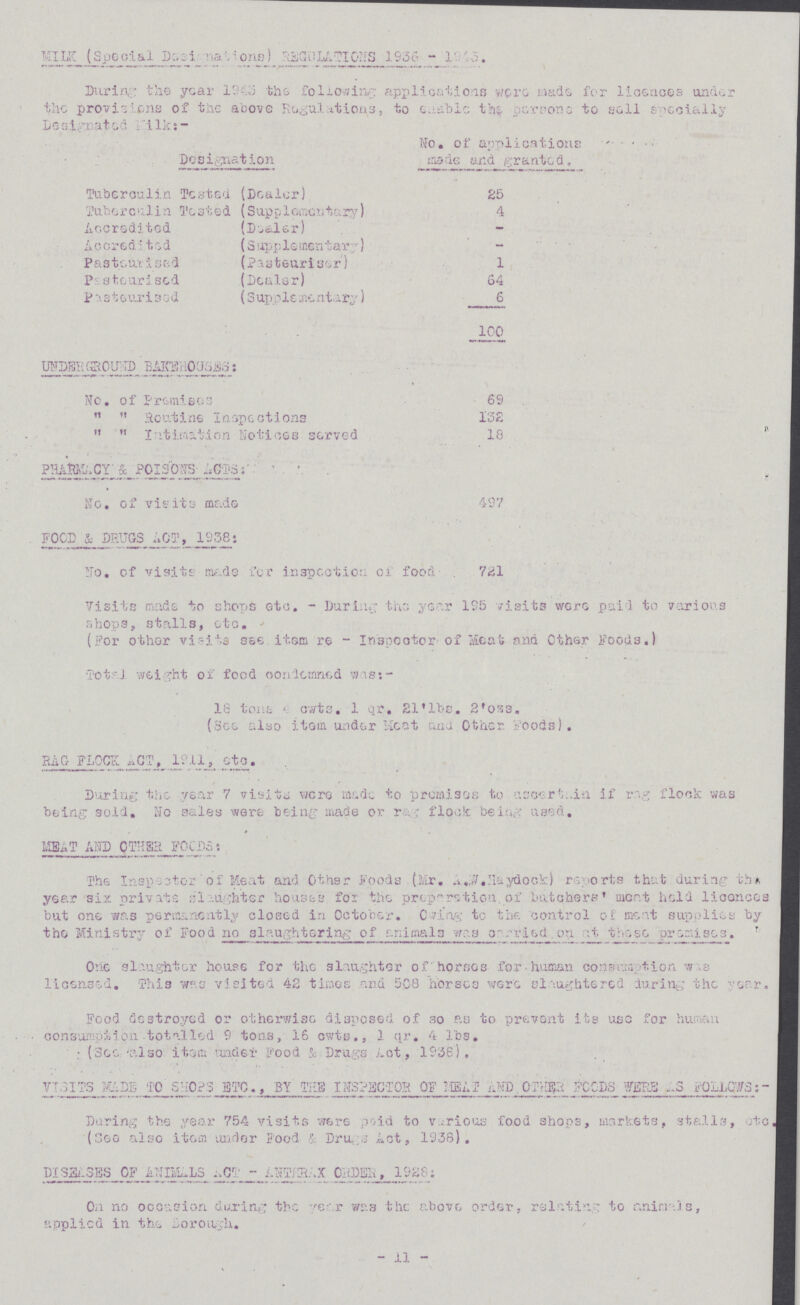 MILK (Special Designations) REGULATIONS 1936 - 1943.
During the year 1943 the following applications were made for licences under
the provisions of the above Regulations, to enable the persons to sell specially
Designated Milk:-
No. of applications
Designation made and granted.
Tuberculin Tested (Dealer) 25
Tuberculin Tested (Supplementary) 4
Accredited (Dealer) -
Accredited (Supplementary) -
Pasteurised (Pasteuriser) 1
Pasteurised (Dealer) 64
Pasteurised (Supplementary) 6
100
UNDERGROUND BAKEHOUSES:
No. of Premises 69
" " Routine Inspections 132
" " Intimation Notices served 18
PHARMACY & POISONS ACTS:
No. of visits made 497
FOOD & DRUGS ACT, 1938:
No. of visits made for inspection of food 721
Visits made to shops etc. - During the year 195 visits were paid to various
shops, stalls, etc.
(For other visits see item re - Inspector of Meat and Other Foods.)
Total weight of food condemned was:-
18 tons 4 cwts. 1 qr. 21'lbs. 2'ozs.
(See also item under Meat and Other Foods).
RAG FLOCK ACT, 1911, etc.
During the year 7 visits were made to premises to ascertain if rag flock was
being sold. No sales were being made or rag flock being used.
MEAT AND OTHER FOODS:
The Inspector of Meat and Other Foods (Mr. A.W.Haydock) reports that during the
year six private slaughter houses for the preparation of butchers' meat held licences
but one was permanently closed in October. Owing to the control of meat supplies by
the Ministry of Food no slaughtering of animals was carried on at these premises.
One slaughter house for the slaughter of horses for human consumption was
licensed. This was visited 42 times and 508 horses were slaughtered during the year.
Food destroyed or otherwise disposed of so as to prevent its use for human
consumption totalled 9 tons, 16 cwts., 1 qr. 4 lbs.
(See also item under Food & Drugs Act, 1938).
VISITS MADE TO SHOPS ETC., BY THE INSPECTOR OF MEAT AND OTHER FOODS WERE AS FOLLOWS:-
During the year 754 visits were paid to various food shops, markets, stalls, etc.
(See also item under Food & Drugs Act, 1938).
DISEASES OF ANIMALS ACT - ANTHRAX ORDER, 1928:
On no occasion during the year was the above order, relating to animals,
applied in the Borough.
- 11 -